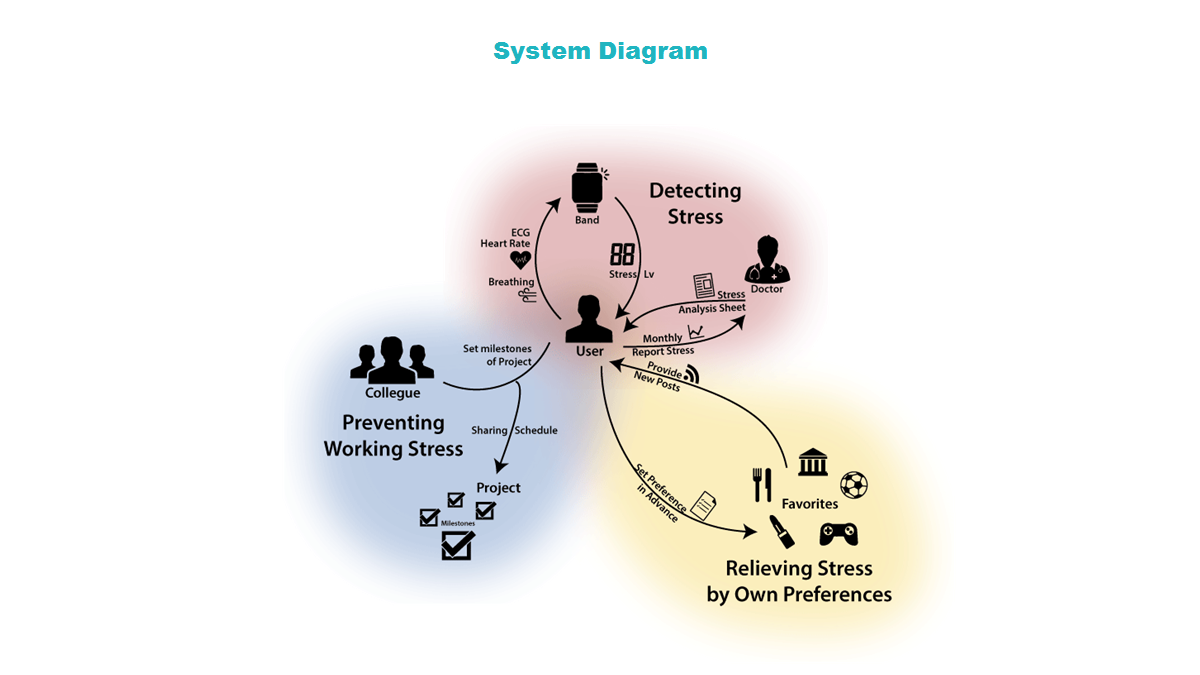 System Diagram
Detecting
Stress
Band
ECG
Heart Rate
Breathing
88
Stress Lv
Doctor
Stress
Analysis Sheet
User
Monthly
Report Stress
Set milestones
of Project
Collegue
Preventing
Working Stress
Sharing Schedule
Project
Milestones
Provide
New Posts
Set Preference
in Advance
Favorites
Relieving Stress
by Own Preferences